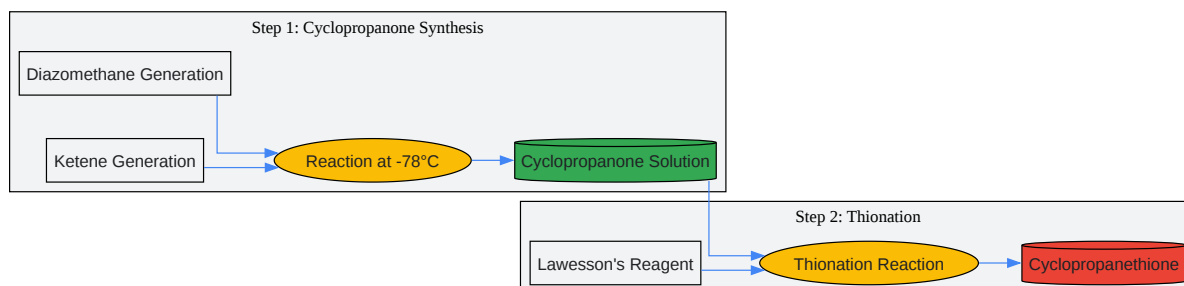 Step 1: Cyclopropanone Synthesis
Diazomethane Generation
Ketene Generation
Reaction at -78°C
Cyclopropanone Solution
Step 2: Thionation
Lawesson's Reagent
Thionation Reaction
Cyclopropanethione